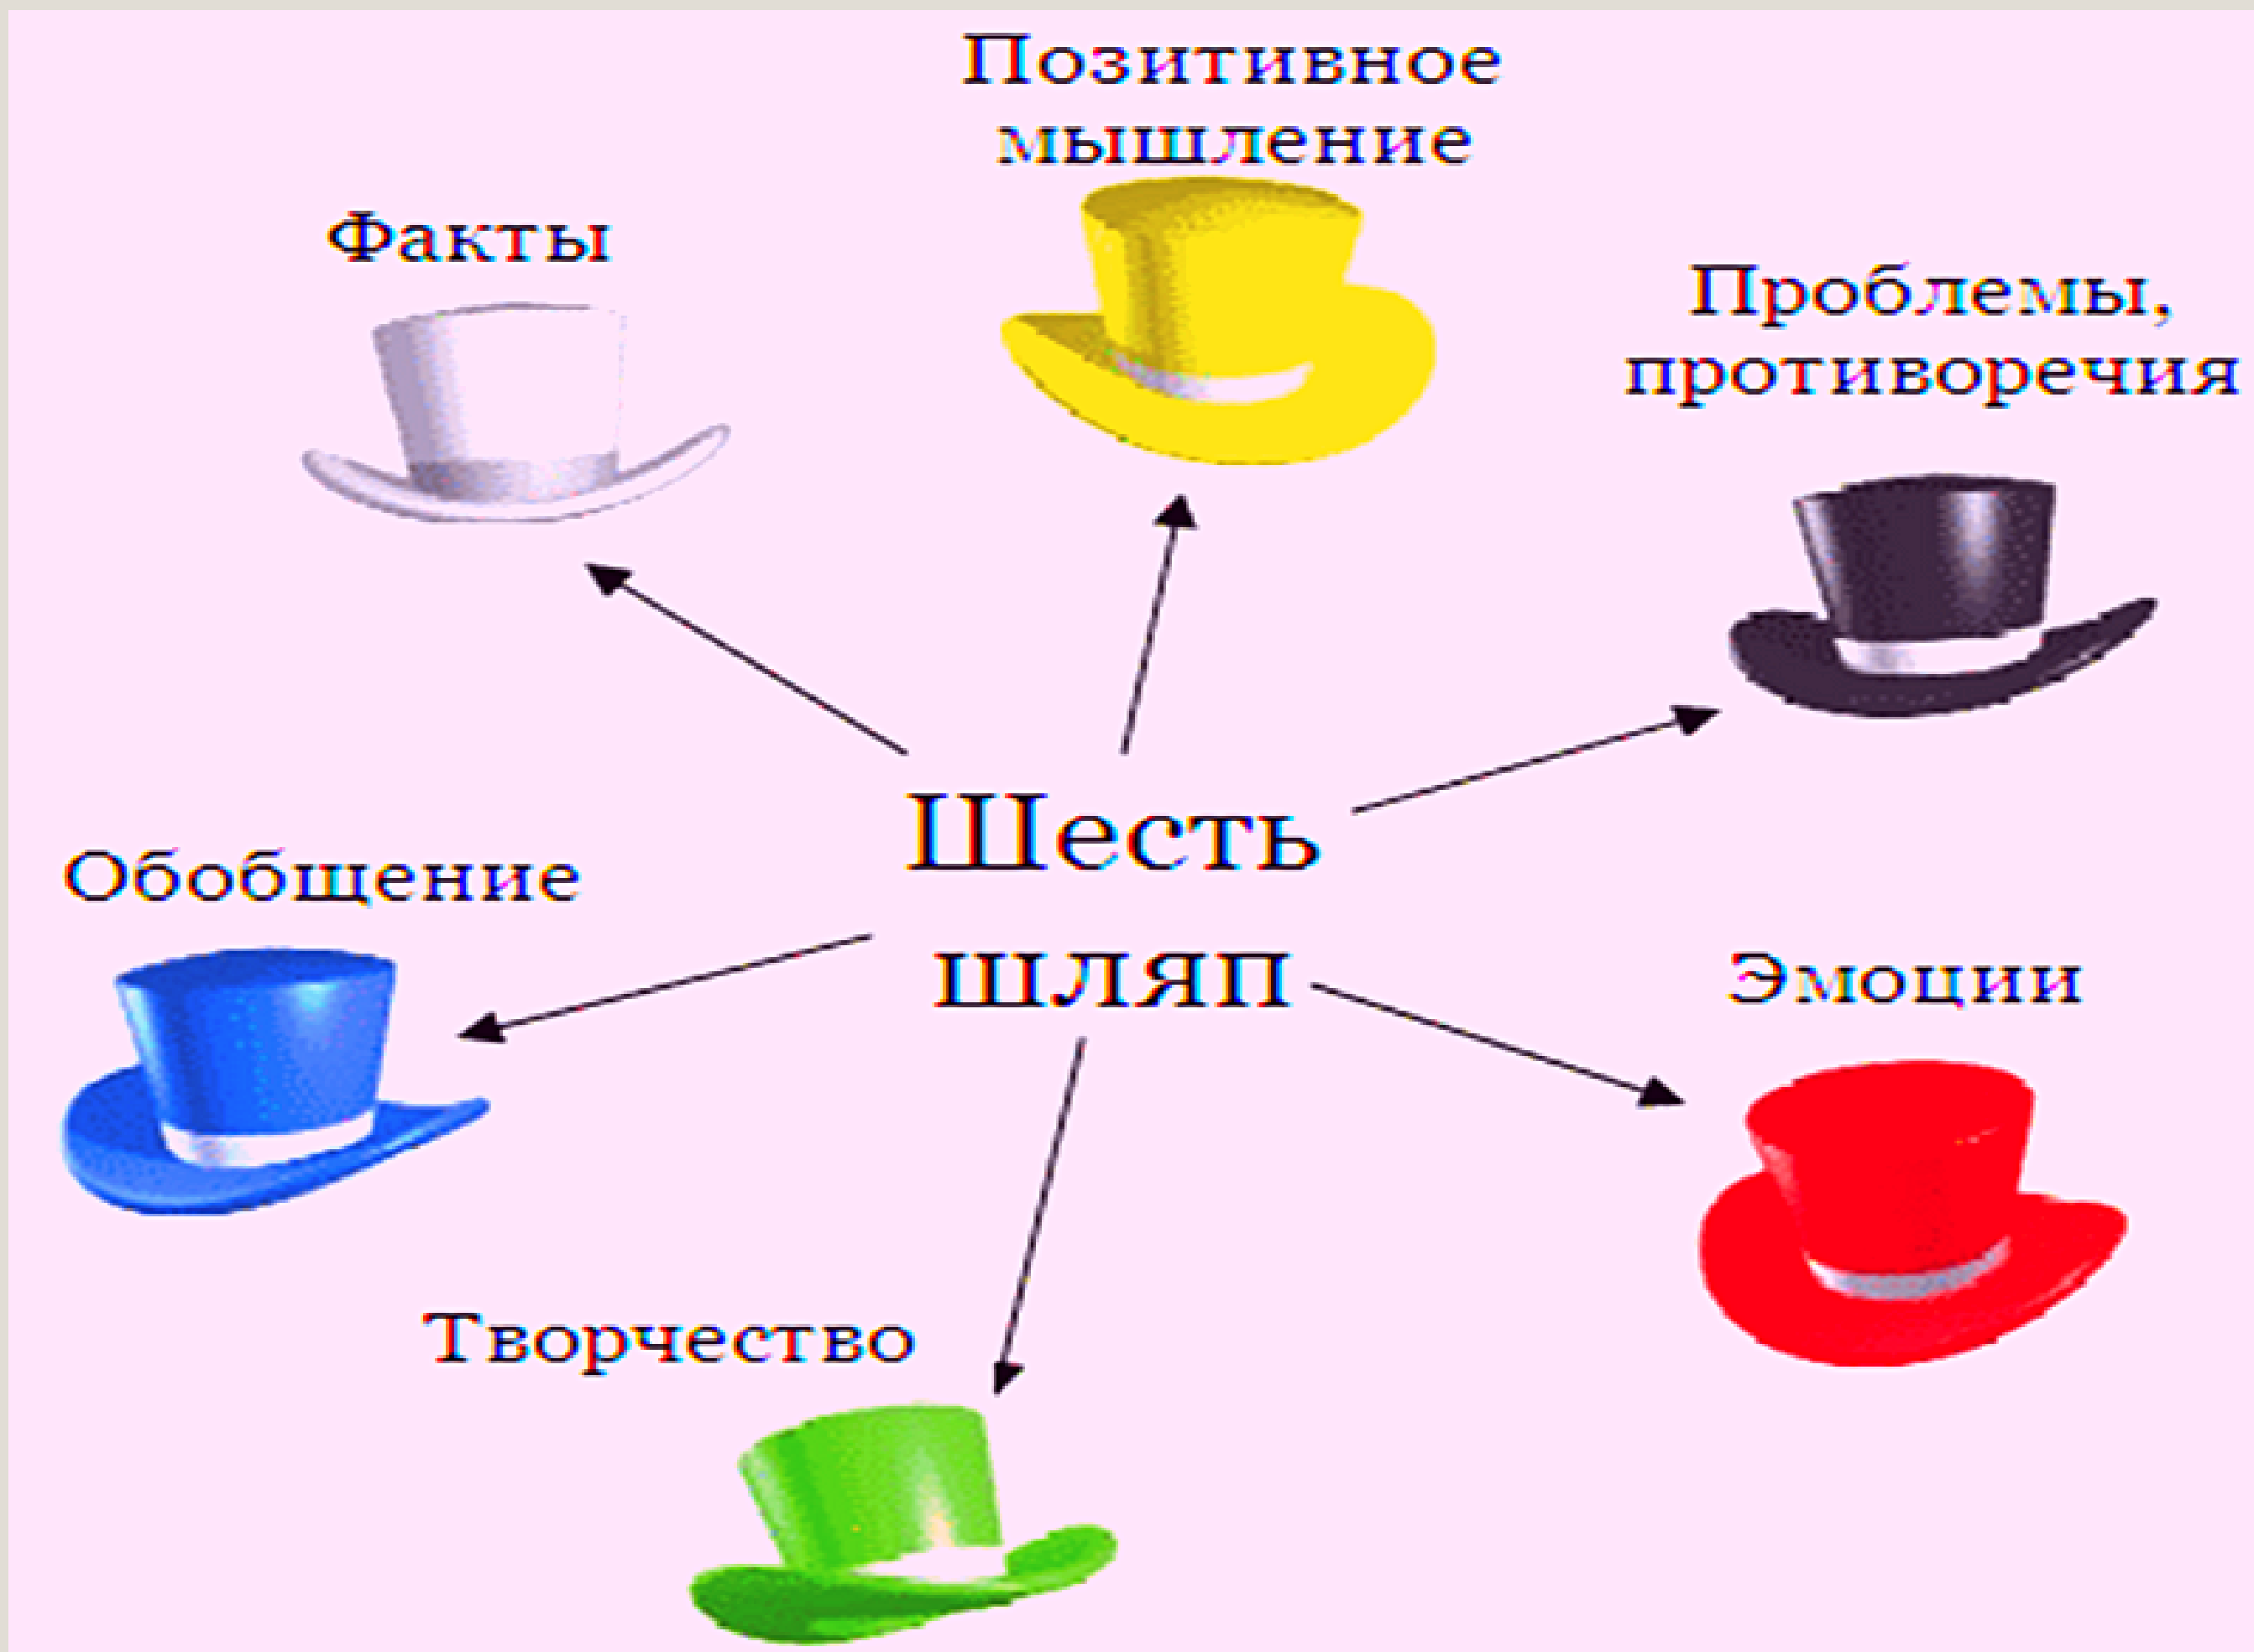 Позитивное
мышление
Факты
Проблемы,
противоречия
Шесть
шляп
Обобщение
Эмоции
Творчество